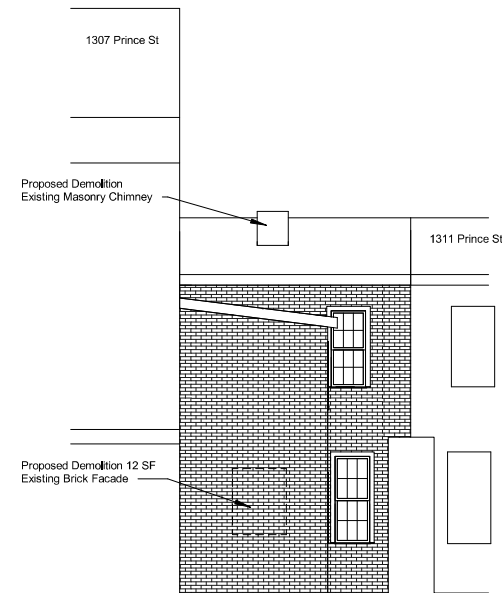 1307 Prince St
Proposed Demolition
Existing Masonry Chimney
1311 Prince St
Proposed Demolition 12 SF
Existing Brick Facade